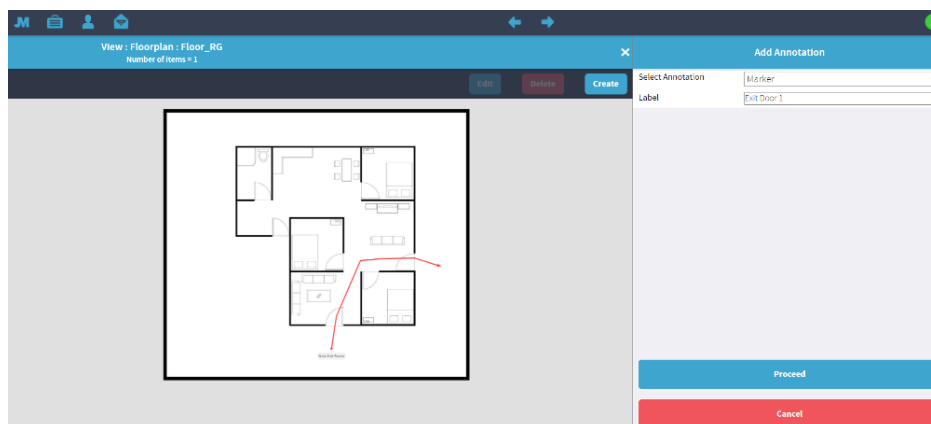 JM
View : Floorplan : Floor_RG
Number of items = 1
Edit
Delete
Create
Add Annotation
Select Annotation
Marker
Label
Exit Door 1
Proceed
Cancel